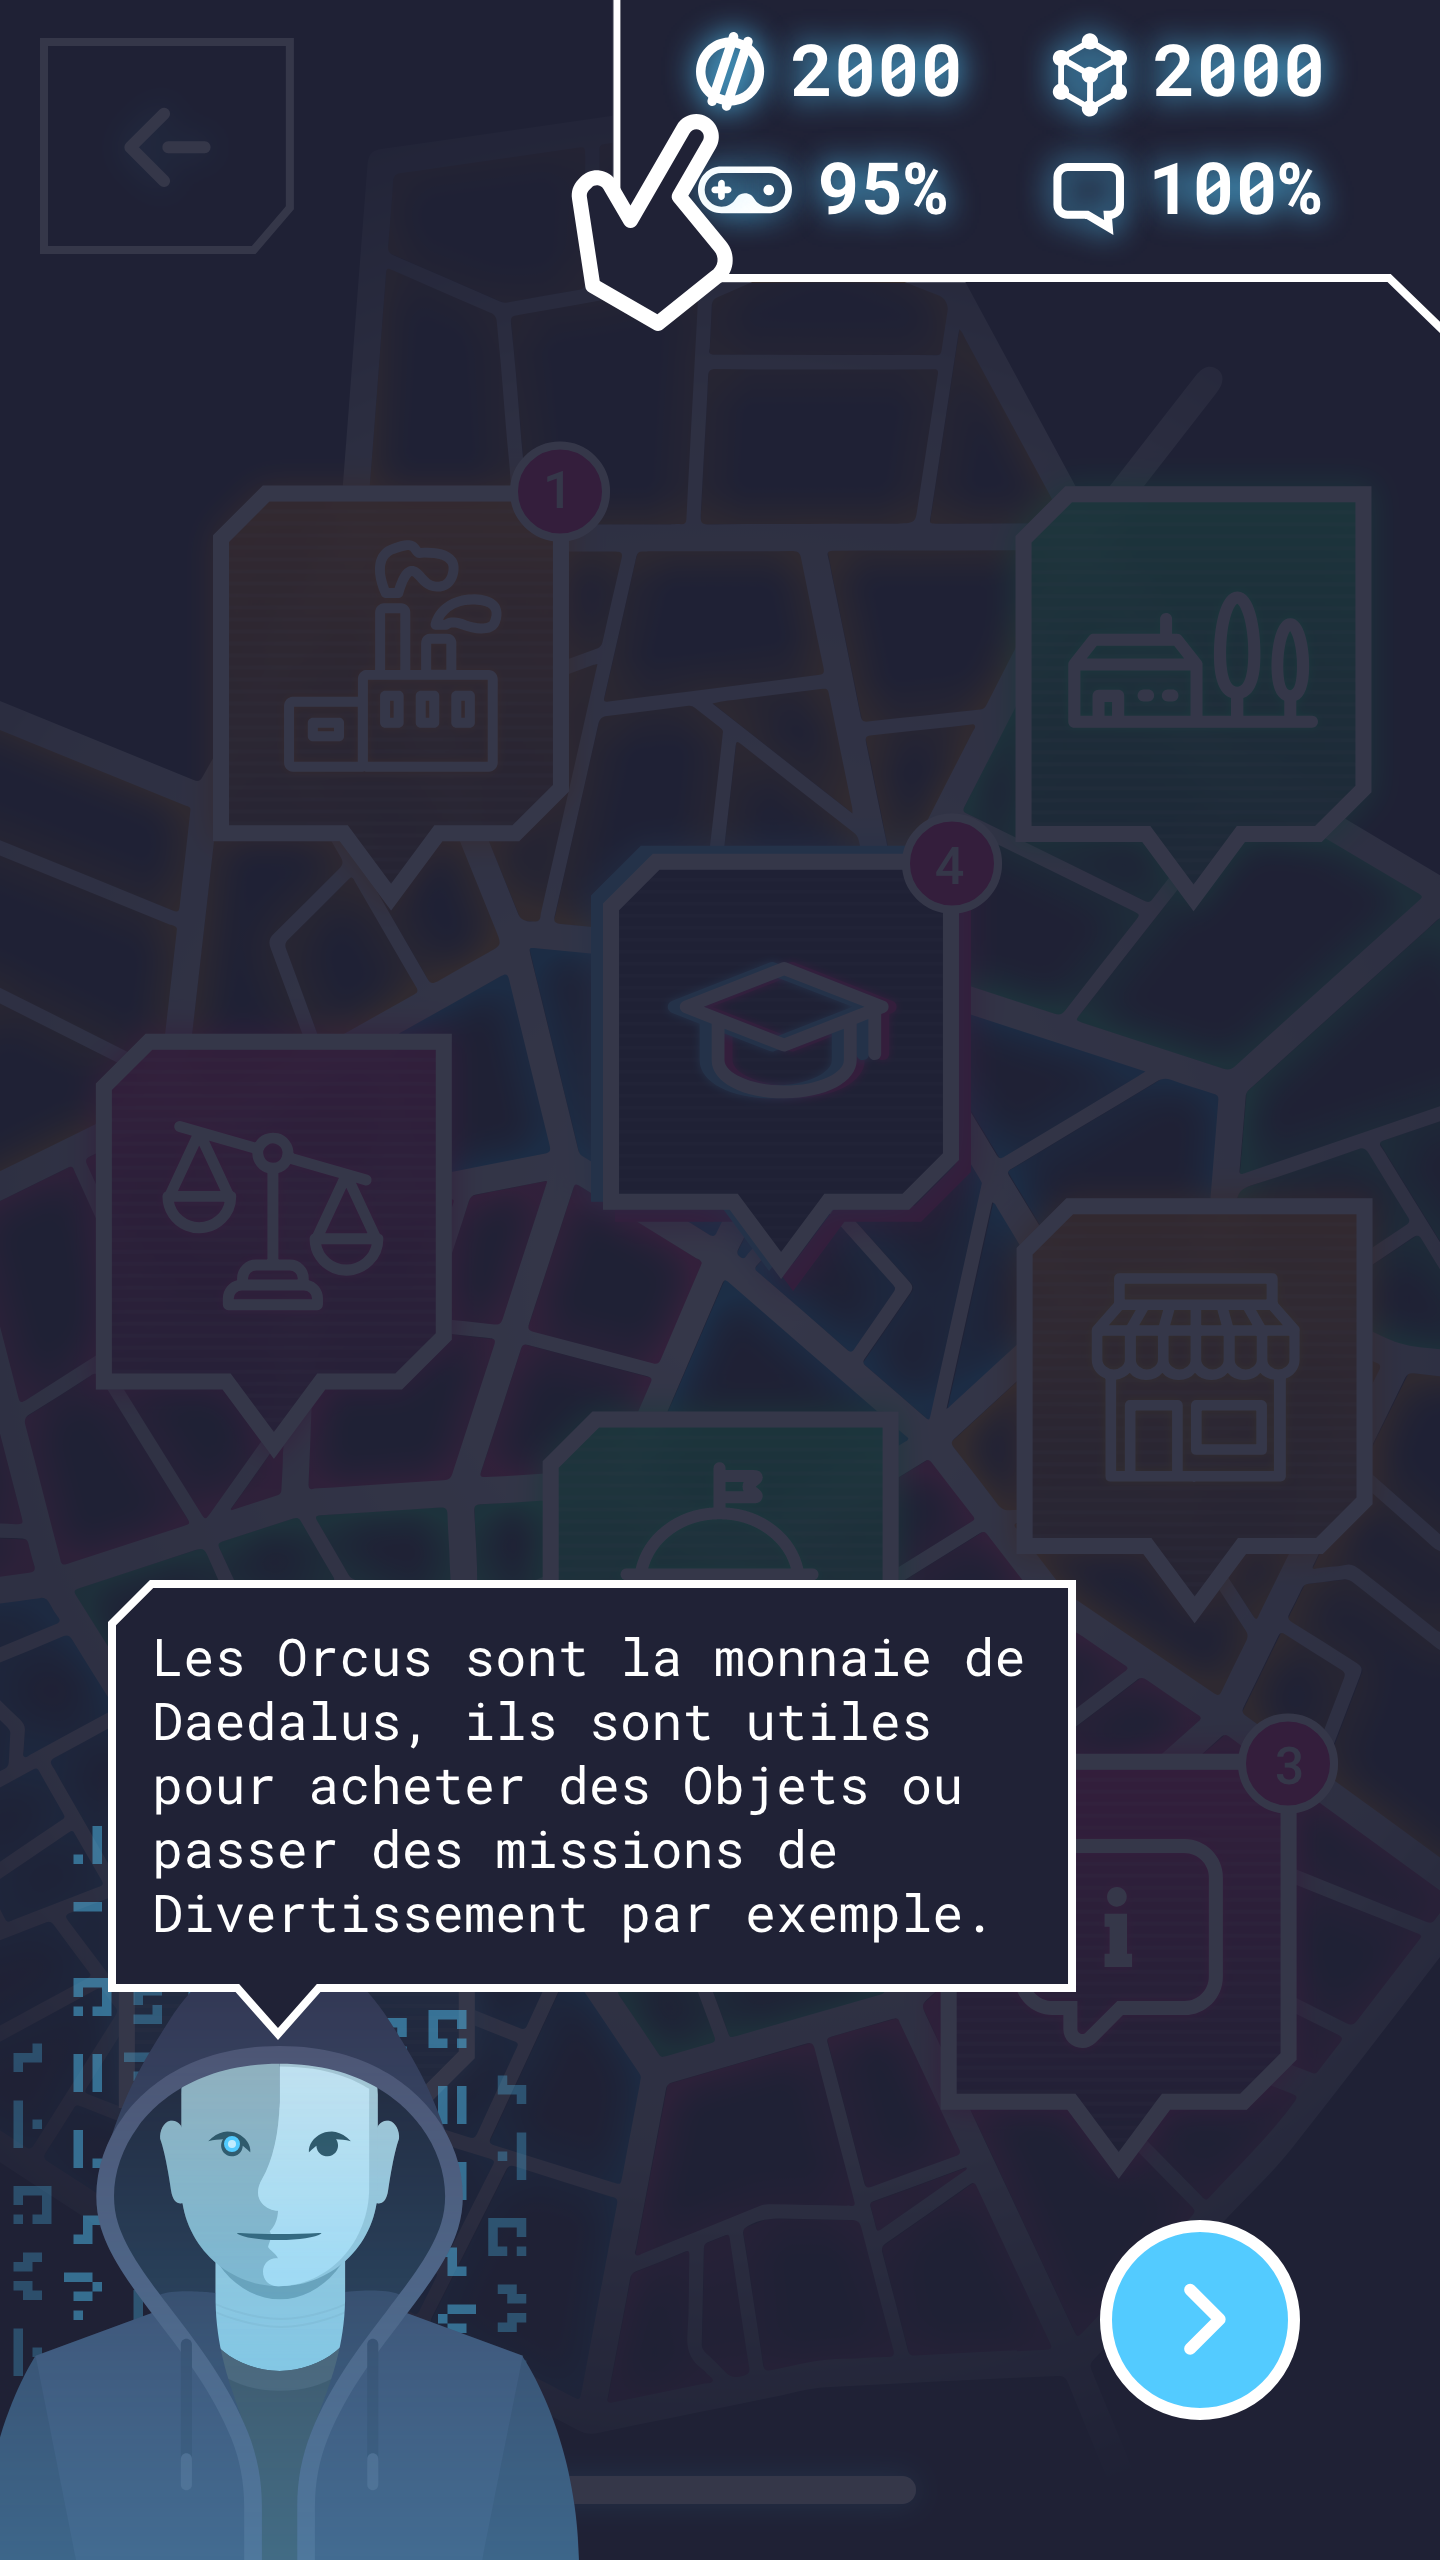 2000 2000
95% 100%
1
4
Les Orcus sont la monnaie de
Daedalus, ils sont utiles
pour acheter des Objets ou
passer des missions de
Divertissement par exemple.
3
i